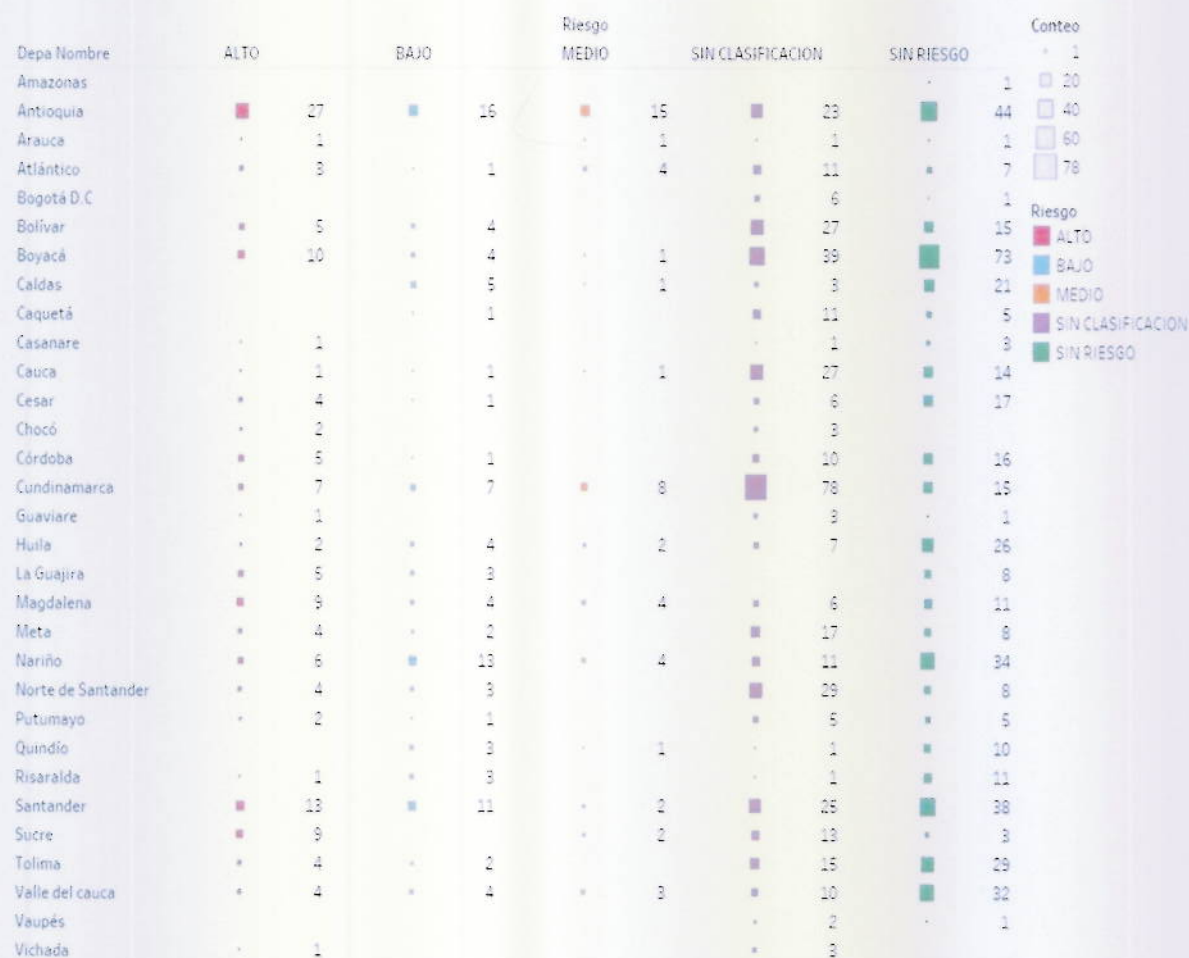 Riesgo
Depa Nombre ALTO BAJO MEDIO SIN CLASIFICACION SIN RIESGO
Amazonas 1
Antioquia 27 16 15 23 44
Arauca 1 1 1 1
Atlántico 3 1 4 11 7
Bogotá D.C 6 1
Bolívar 5 4 27 15
Boyacá 10 4 1 39 73
Caldas 5 1 3 21
Caquetá 1 11 5
Casanare 1 1 3
Cauca 1 1 1 27 14
Cesar 4 1 6 17
Chocó 2 3
Córdoba 5 1 10 16
Cundinamarca 7 7 8 78 15
Guaviare 1 3 1
Huila 2 4 2 7 26
La Guajira 5 3 8
Magdalena 9 4 4 6 11
Meta 4 2 17 8
Nariño 6 13 4 11 34
Norte de Santander 4 3 29 8
Putumayo 2 1 5 5
Quindío 3 1 1 10
Risaralda 1 3 1 11
Santander 13 11 2 25 38
Sucre 9 2 13 3
Tolima 4 2 15 29
Valle del cauca 4 4 3 10 32
Vaupés 2 1
Vichada 1 3
Conteo
1
20
40
60
78
Riesgo
ALTO
BAJO
MEDIO
SIN CLASIFICACION
SIN RIESGO